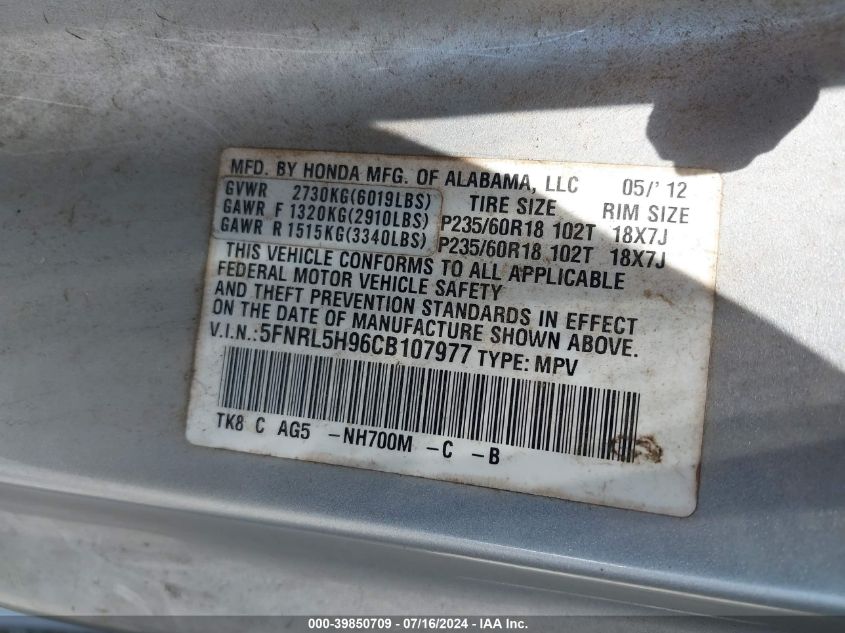 MFD. BY HONDA MFG. OF ALABAMA, LLC 05/'12
GVWR 2730KG(6019LBS) TIRE SIZE RIM SIZE
GAWR F 1320KG(2910LBS) P235/60R18 102T 18X7J
GAWR R 1515KG(3340LBS) P235/60R18 102T 18X7J
THIS VEHICLE CONFORMS TO ALL APPLICABLE
FEDERAL MOTOR VEHICLE SAFETY
AND THEFT PREVENTION STANDARDS IN EFFECT
ON THE DATE OF MANUFACTURE SHOWN ABOVE.
V.I.N.:5FNRL5H96CB107977 TYPE: MPV
TK8 C AG5 -NH700M -C -B
000-39850709 - 07/16/2024 - IAA Inc.